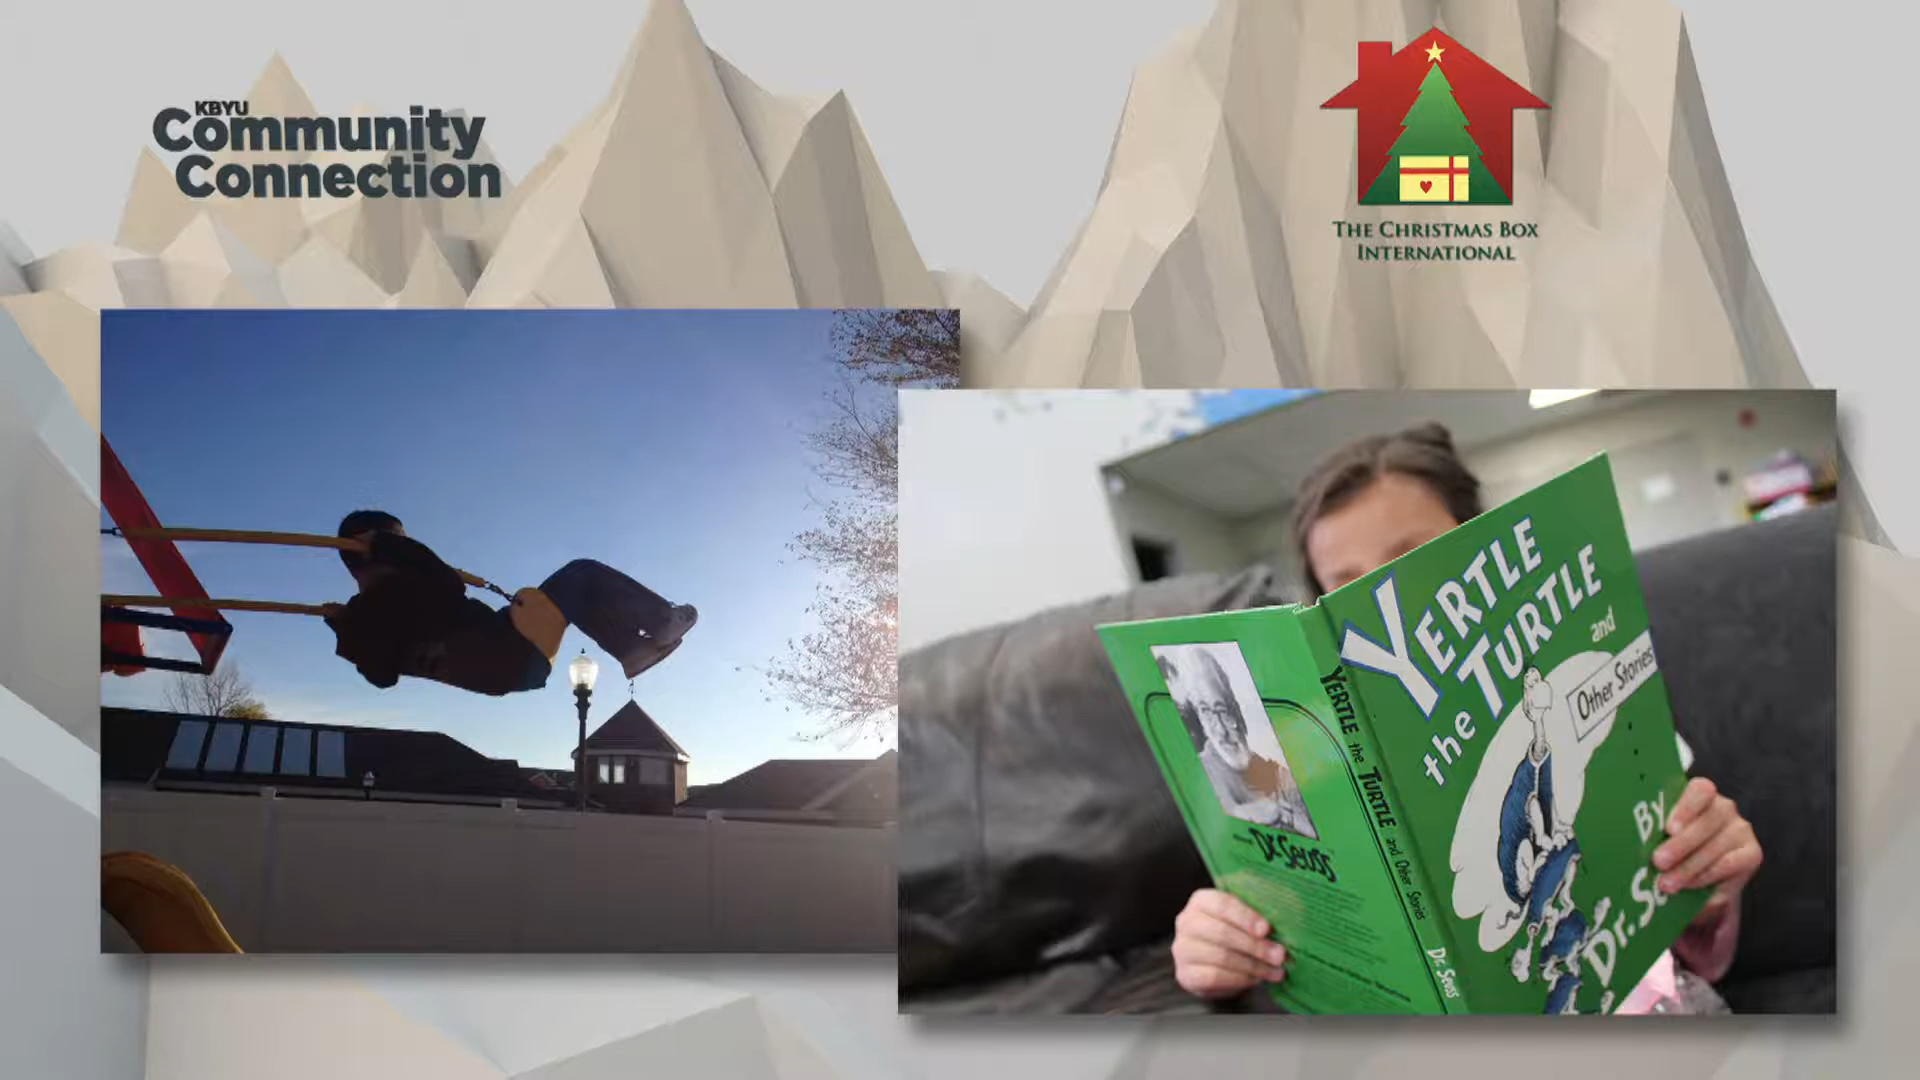 KBYU
Community
Connection
THE CHRISTMAS BOX
INTERNATIONAL
YERTLE
the TURTLE
and
Other Stories
By
Dr. Se
YERTLE the TURTLE and Other Stories
Dr. Seuss
Dr. Seuss